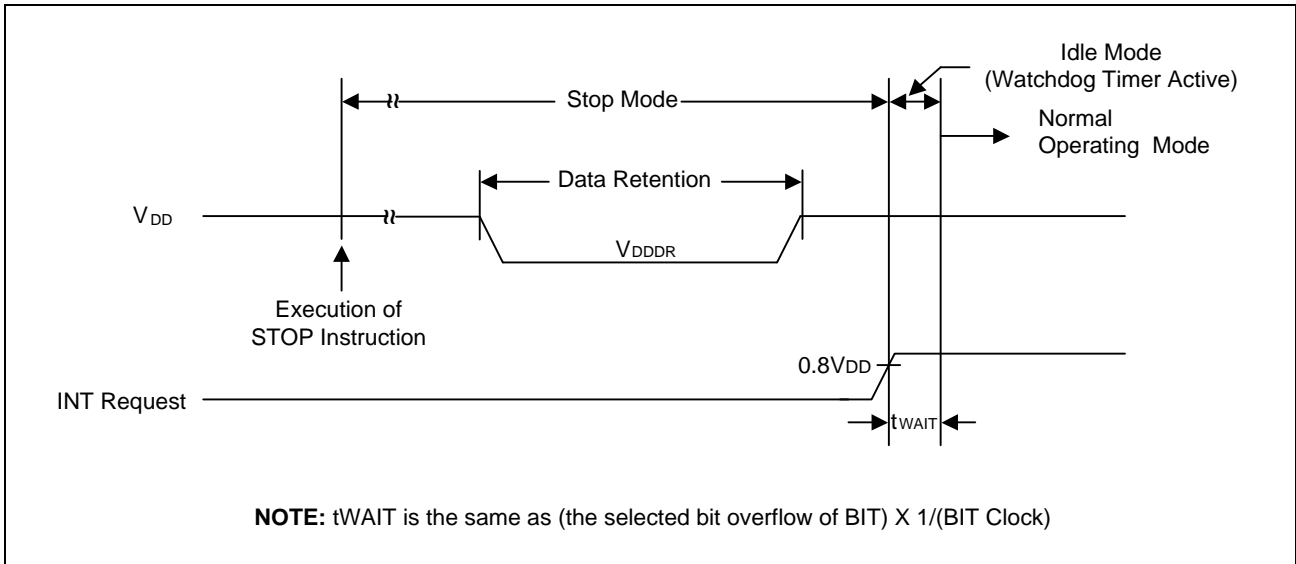 Idle Mode
(Watchdog Timer Active)
Stop Mode
Normal
Operating Mode
Data Retention
VDD
VDDDR
Execution of
STOP Instruction
0.8VDD
INT Request
tWAIT
NOTE: tWAIT is the same as (the selected bit overflow of BIT) X 1/(BIT Clock)